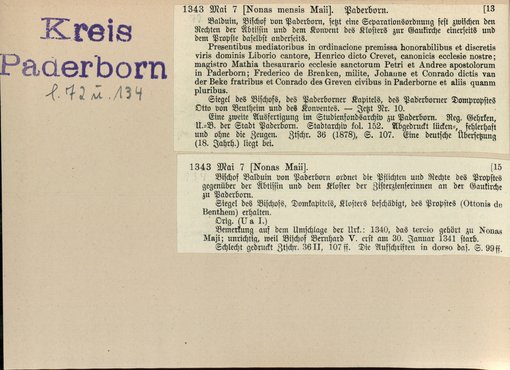 Kreis
Paderborn
l. 72 u. 134
1343 Mai 7 [Nonas mensis Maii]. Paderborn. [13
Balduin, Bischof von Paderborn, setzt eine Separationsordnung fest zwischen den
Rechten der Äbtissin und dem Konvent des Klosters zur Gaukirche einerseits und
dem Propste daselbst anderseits.
Presentibus mediatoribus in ordinacione premissa honorabilibus et discretis
viris dominis Liborio cantore, Henrico dicto Crevet, canonicis ecclesie nostre;
magistro Mathia thesaurario ecclesie sanctorum Petri et Andree apostolorum
in Paderborn; Frederico de Brenken, milite, Johanne et Conrado dictis van
der Beke fratribus et Conrado des Greven civibus in Paderborne et aliis quam
pluribus.
Siegel des Bischofs, des Paderborner Kapitels, des Paderborner Dompropstes
Otto von Bentheim und des Konventes. — Jetzt Nr. 10.
Eine zweite Ausfertigung im Studienfondsarchiv zu Paderborn. Reg. Gehrken,
U.-B. der Stadt Paderborn. Stadtarchiv fol. 152. Abgedruckt lückenh., fehlerhaft
und ohne die Zeugen. Ztschr. 36 (1878), S. 107. Eine deutsche Übersetzung
(18. Jahrh.) liegt bei.
1343 Mai 7 [Nonas Maii]. [15
Bischof Balduin von Paderborn ordnet die Pflichten und Rechte des Propstes
gegenüber der Äbtissin und dem Kloster der Zisterzienserinnen an der Gaukirche
zu Paderborn.
Siegel des Bischofs, Domkapitels, Klosters beschädigt, des Propstes (Ottonis de
Benthem) erhalten.
Orig. (U a I.)
Bemerkung auf dem Umschlage der Urk.: 1340, das tercio gehört zu Nonas
Maji; unrichtig, weil Bischof Bernhard V. erst am 30. Januar 1341 starb.
Schlecht gedruckt Ztschr. 36 II, 107 ff. Die Aufschriften in dorso das. S. 99 ff.